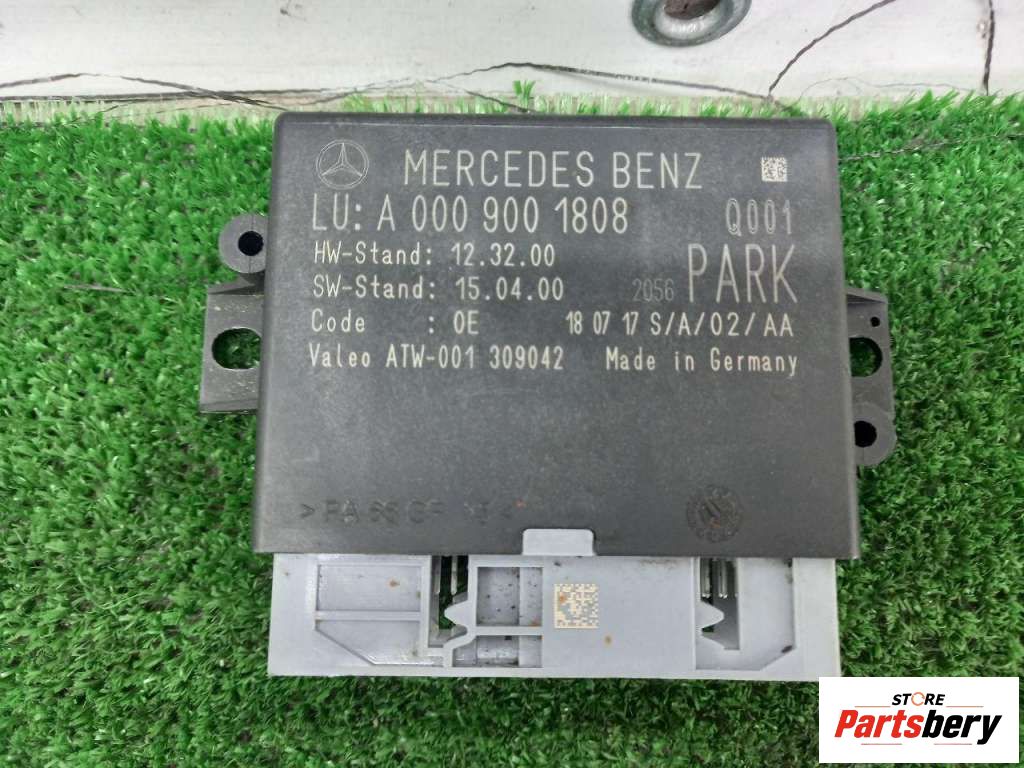 MERCEDES BENZ
LU: A 000 900 1808 Q001
HW-Stand: 12.32.00
SW-Stand: 15.04.00 2056 PARK
Code : OE 18 07 17 S/A/02/AA
Valeo ATW-001 309042 Made in Germany
STORE
Partsbery